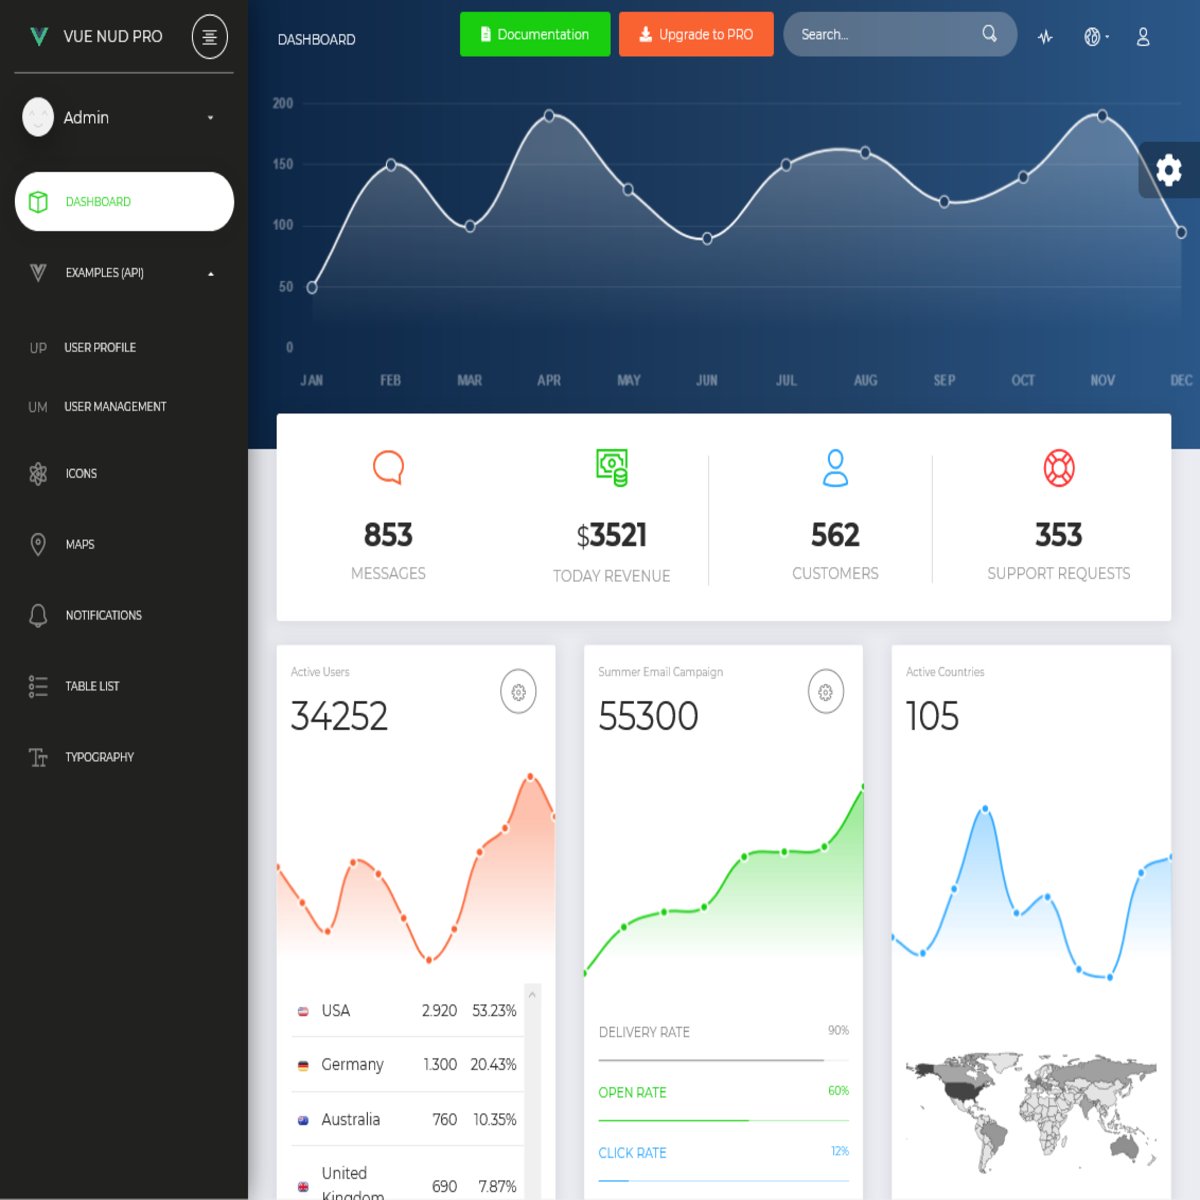 VUE NUD PRO
Admin
DASHBOARD
EXAMPLES (API)
UP USER PROFILE
UM USER MANAGEMENT
ICONS
MAPS
NOTIFICATIONS
TABLE LIST
TYPOGRAPHY
DASHBOARD
Documentation
Upgrade to PRO
Search...
200
150
100
50
0
JAN FEB MAR APR MAY JUN JUL AUG SEP OCT NOV DEC
853
MESSAGES
$3521
TODAY REVENUE
562
CUSTOMERS
353
SUPPORT REQUESTS
Active Users
34252
USA 2.920 53.23%
Germany 1.300 20.43%
Australia 760 10.35%
United
Kingdom 690 7.87%
Summer Email Campaign
55300
DELIVERY RATE 90%
OPEN RATE 60%
CLICK RATE 12%
Active Countries
105